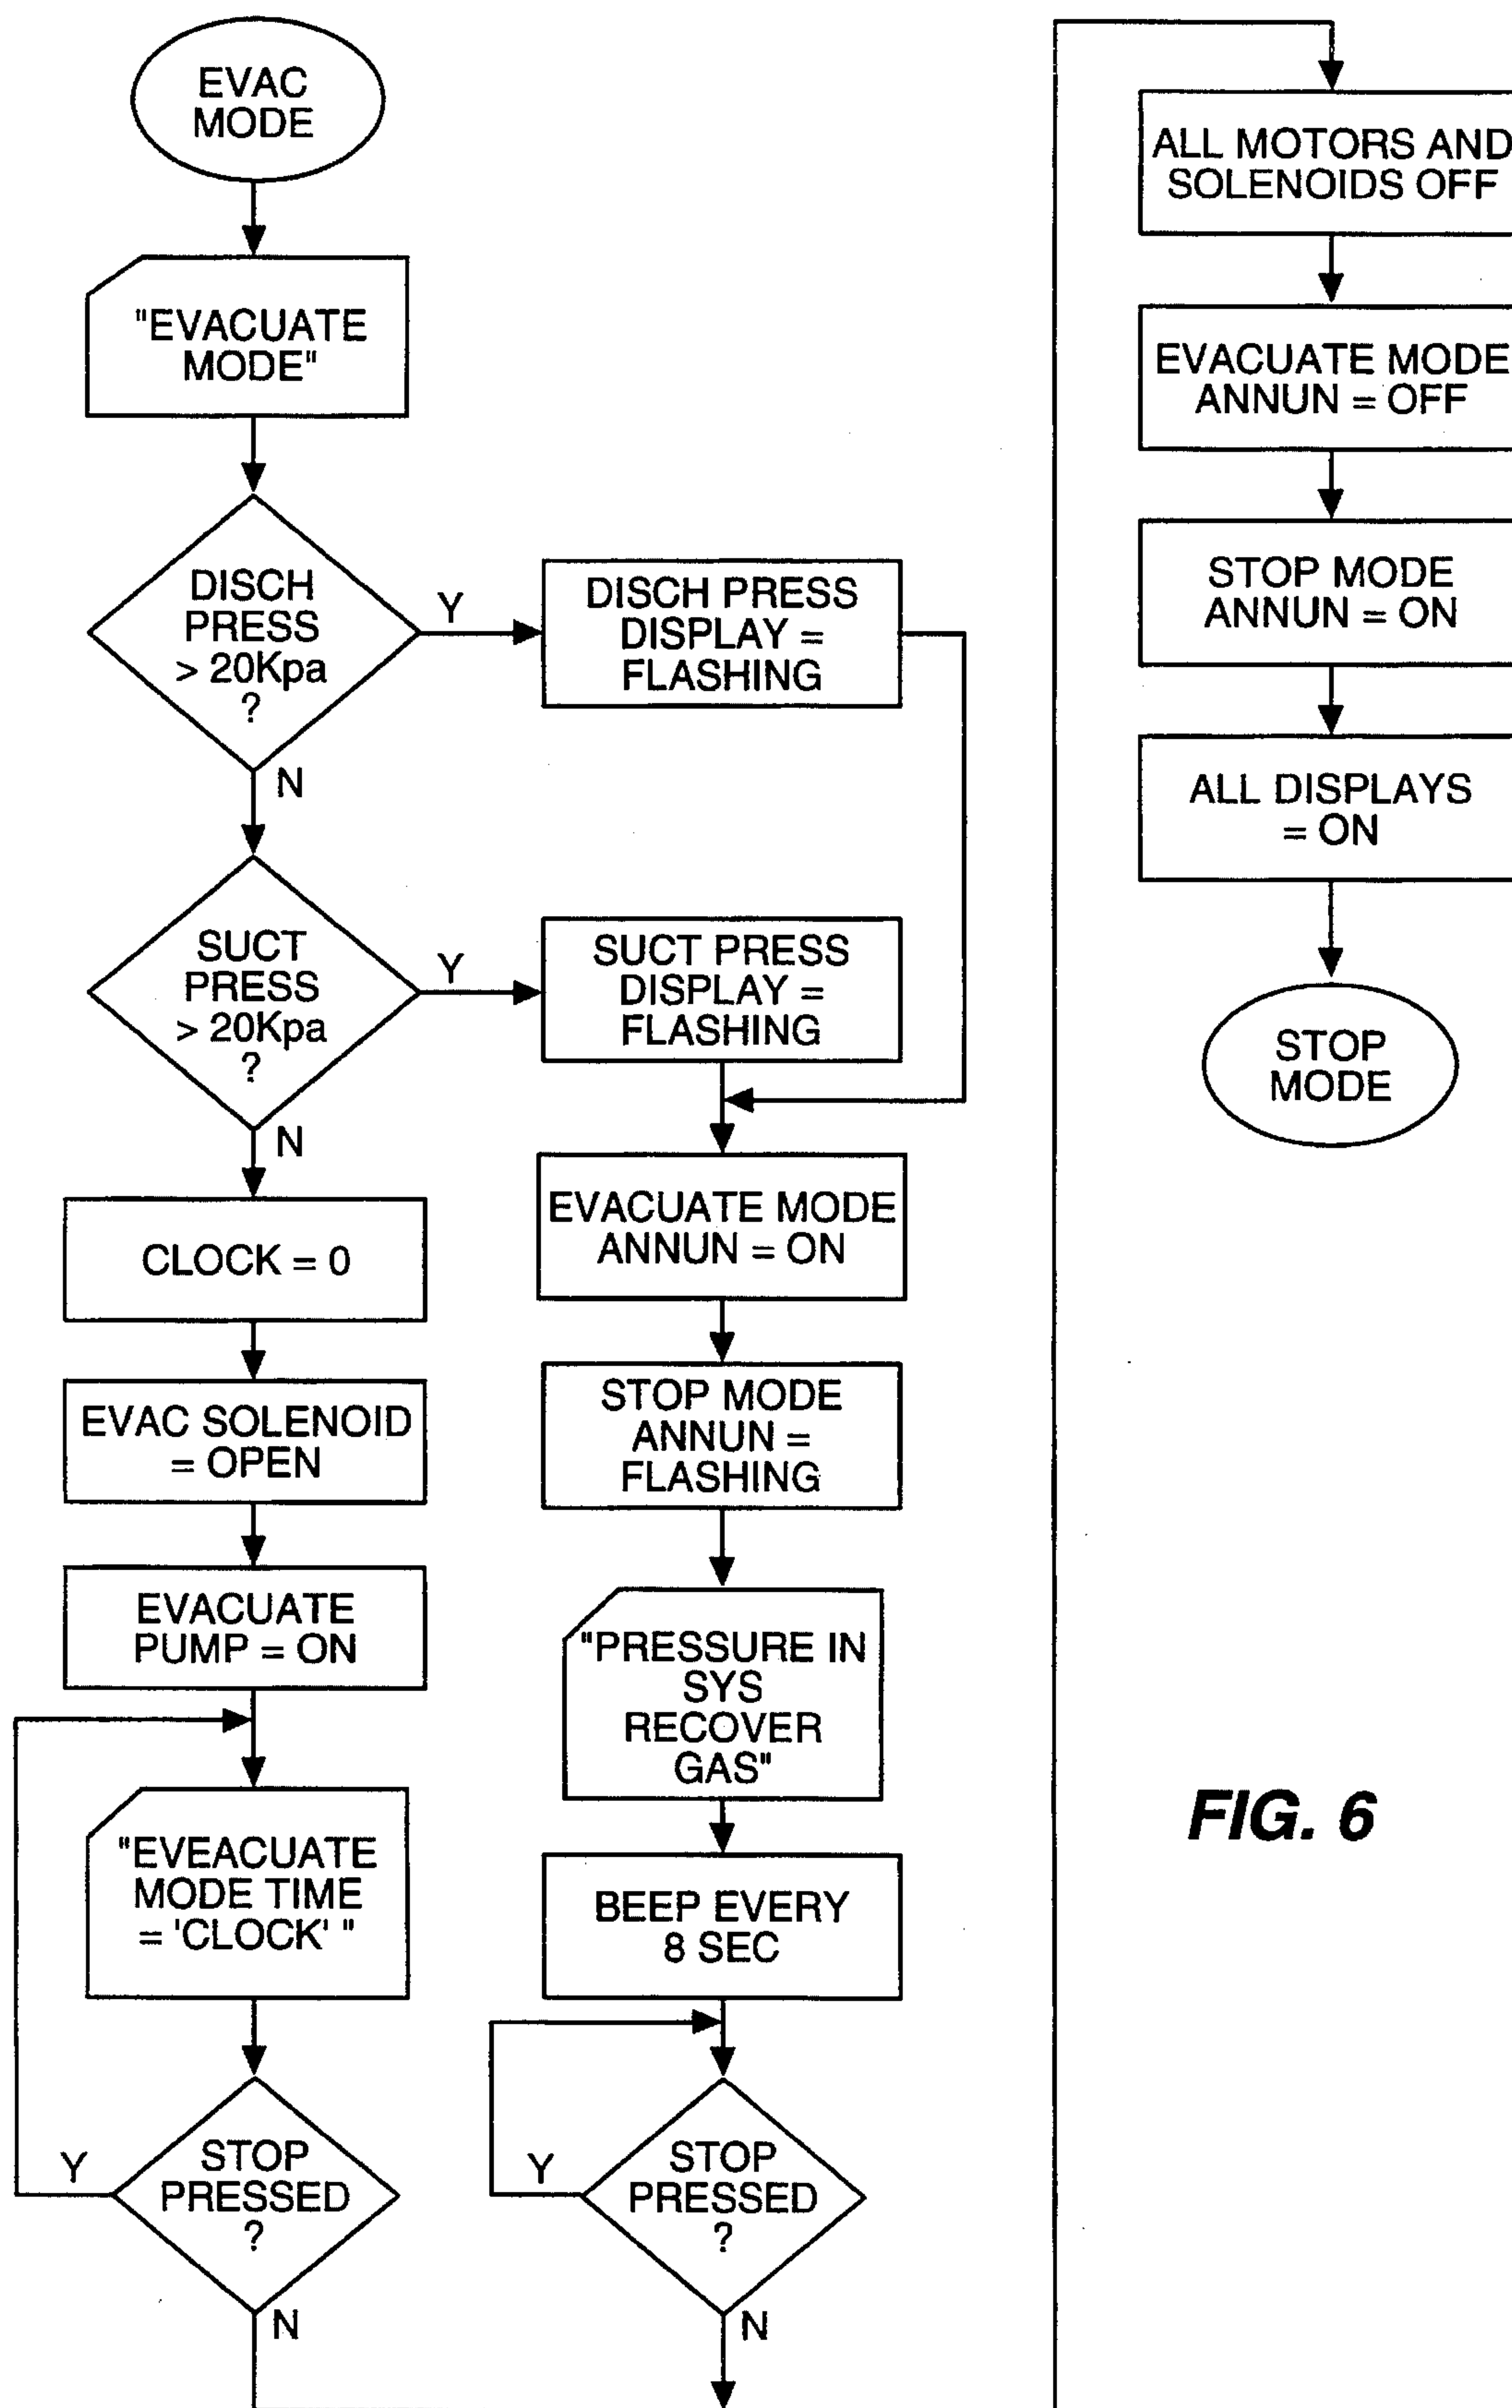 EVAC
MODE
"EVACUATE
MODE"
DISCH
PRESS
> 20Kpa
?
Y
N
DISCH PRESS
DISPLAY =
FLASHING
SUCT
PRESS
> 20Kpa
?
Y
N
SUCT PRESS
DISPLAY =
FLASHING
CLOCK = 0
EVAC SOLENOID
= OPEN
EVACUATE
PUMP = ON
"EVEACUATE
MODE TIME
= 'CLOCK' "
STOP
PRESSED
?
Y
N
EVACUATE MODE
ANNUN = ON
STOP MODE
ANNUN =
FLASHING
"PRESSURE IN
SYS
RECOVER
GAS"
BEEP EVERY
8 SEC
STOP
PRESSED
?
Y
N
ALL MOTORS AND
SOLENOIDS OFF
EVACUATE MODE
ANNUN = OFF
STOP MODE
ANNUN = ON
ALL DISPLAYS
= ON
STOP
MODE
FIG. 6